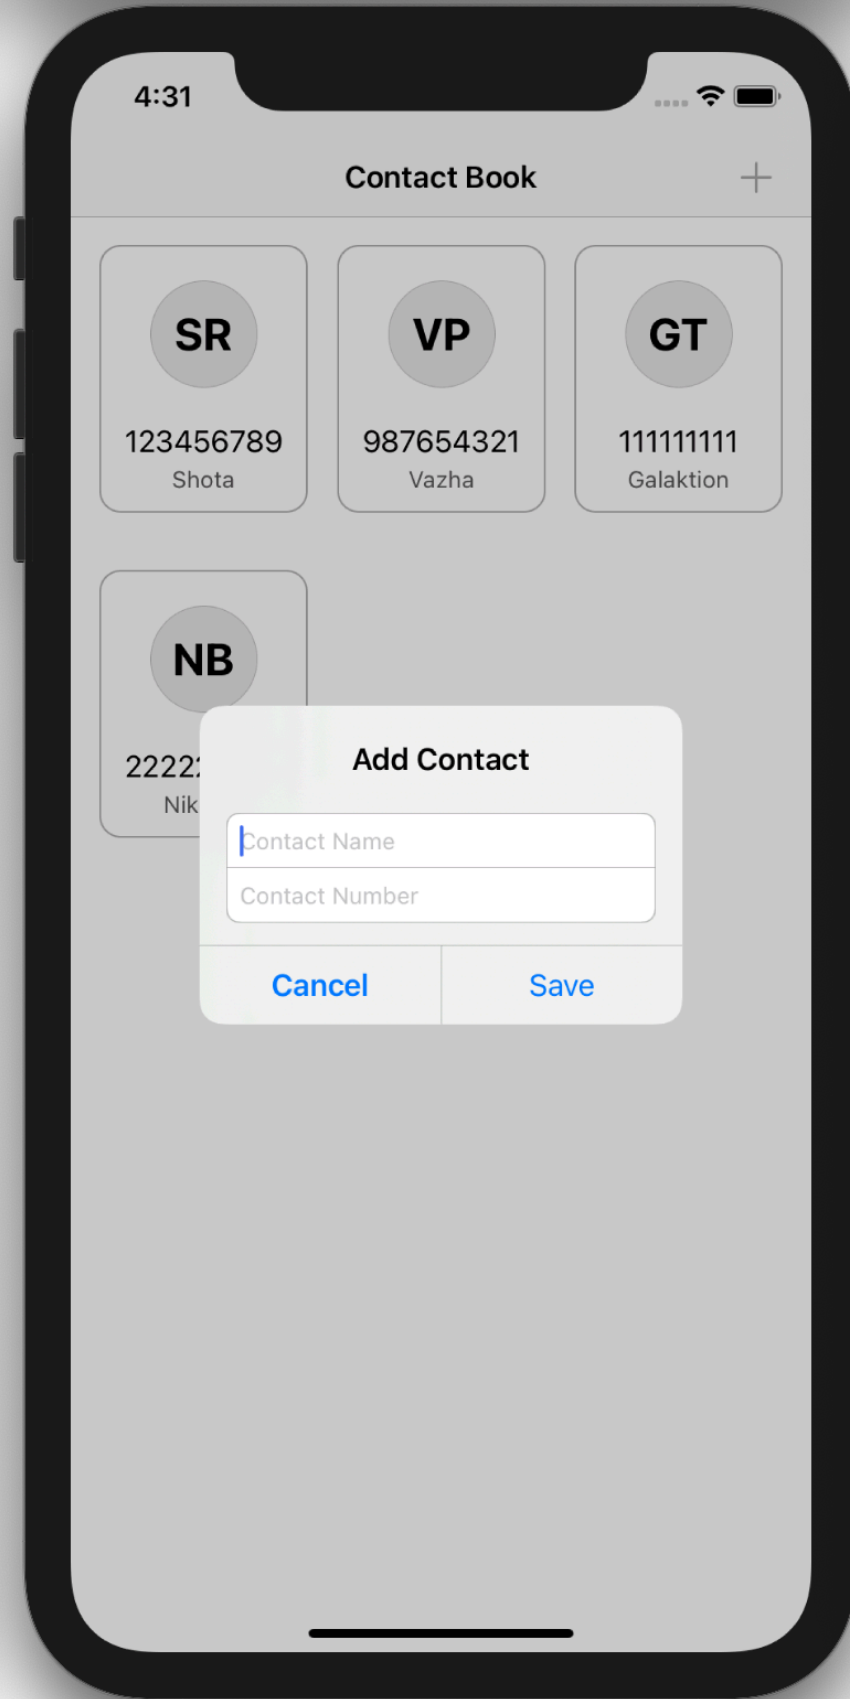 4:31
Contact Book
SR
VP
GT
123456789
987654321
111111111
Shota
Vazha
Galaktion
NB
Add Contact
Contact Name
Contact Number
Cancel
Save